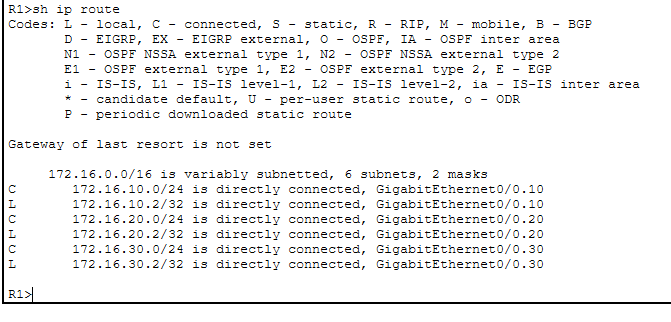 R1>sh ip route
Codes: L - local, C - connected, S - static, R - RIP, M - mobile, B - BGP
       D - EIGRP, EX - EIGRP external, O - OSPF, IA - OSPF inter area
       N1 - OSPF NSSA external type 1, N2 - OSPF NSSA external type 2
       E1 - OSPF external type 1, E2 - OSPF external type 2, E - EGP
       i - IS-IS, L1 - IS-IS level-1, L2 - IS-IS level-2, ia - IS-IS inter area
       * - candidate default, U - per-user static route, o - ODR
       P - periodic downloaded static route
Gateway of last resort is not set
     172.16.0.0/16 is variably subnetted, 6 subnets, 2 masks
C       172.16.10.0/24 is directly connected, GigabitEthernet0/0.10
L       172.16.10.2/32 is directly connected, GigabitEthernet0/0.10
C       172.16.20.0/24 is directly connected, GigabitEthernet0/0.20
L       172.16.20.2/32 is directly connected, GigabitEthernet0/0.20
C       172.16.30.0/24 is directly connected, GigabitEthernet0/0.30
L       172.16.30.2/32 is directly connected, GigabitEthernet0/0.30
R1>